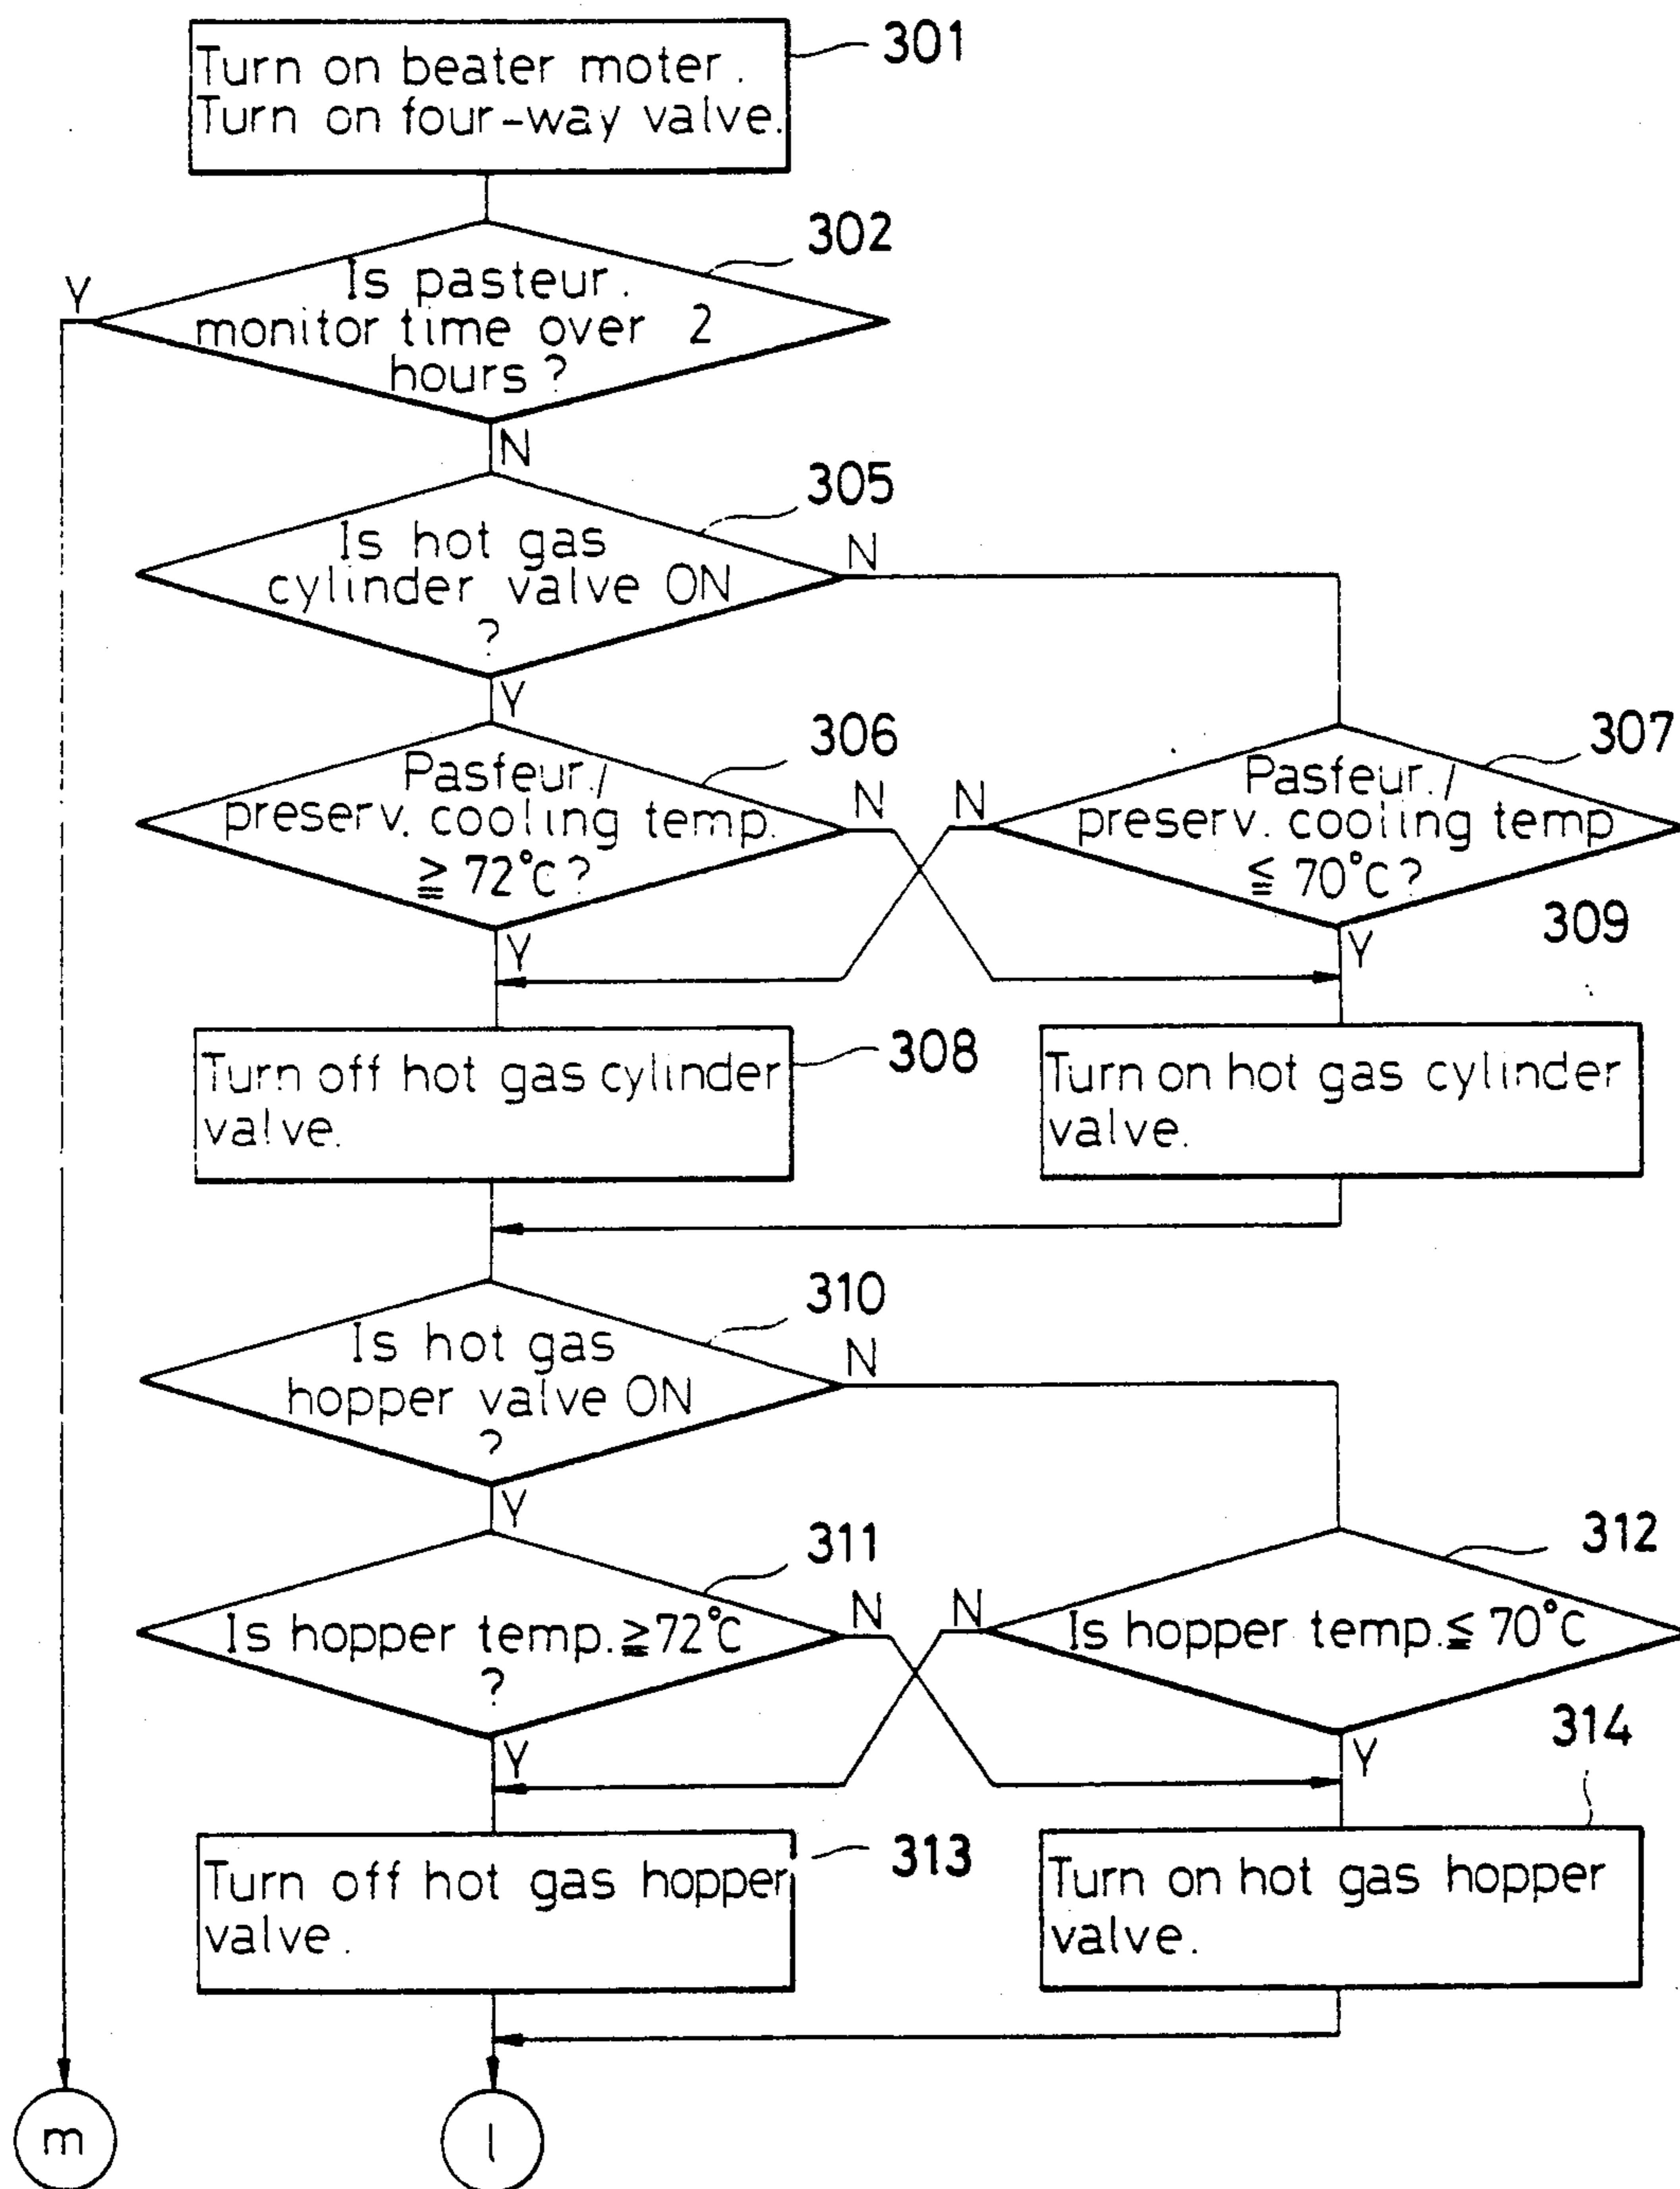 301
Turn on beater moter.
Turn on four-way valve.
302
Y
Is pasteur.
monitor time over 2
hours?
N
305
N
Is hot gas
cylinder valve ON
?
Y
306
307
Pasfeur./
preserv. cooling temp.
≧ 72°C?
N
N
Pasfeur./
preserv. cooling temp
≦ 70°C?
Y
Y
309
308
Turn off hot gas cylinder
valve.
Turn on hot gas cylinder
valve.
310
N
Is hot gas
hopper valve ON
?
Y
311
312
N
N
Is hopper temp.≧72°C
?
Is hopper temp.≦ 70°C
Y
Y
314
313
Turn off hot gas hopper
valve.
Turn on hot gas hopper
valve.
m
l